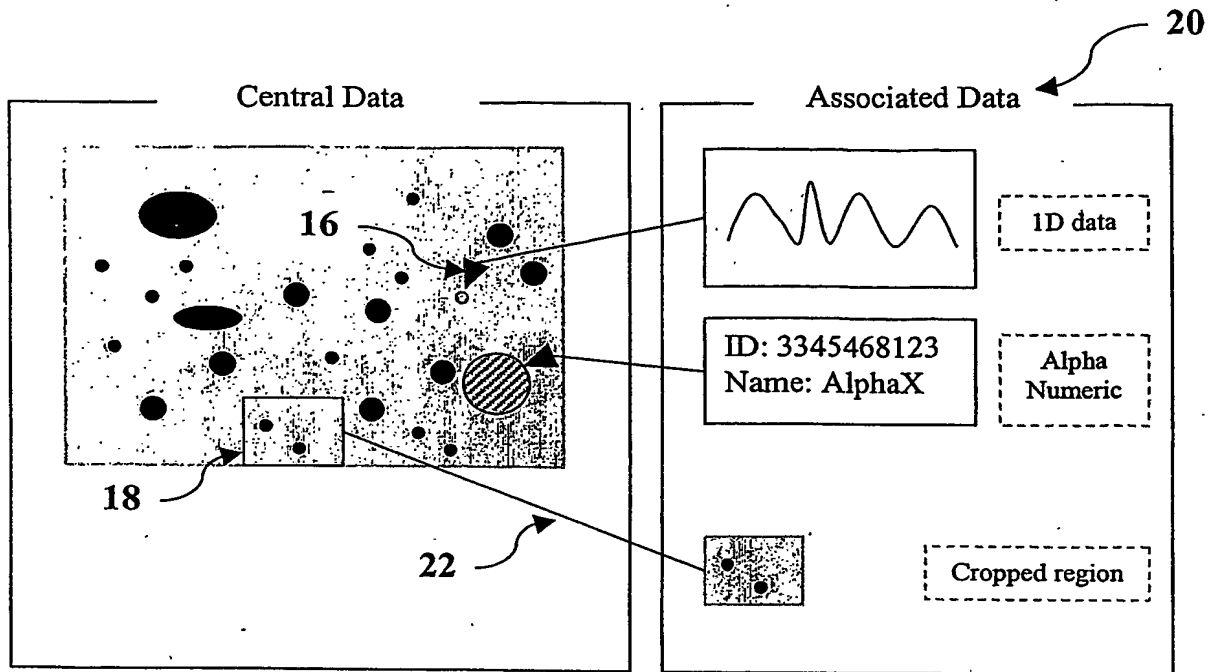 20
Central Data
Associated Data
16
1D data
ID: 3345468123
Name: AlphaX
Alpha
Numeric
18
22
Cropped region